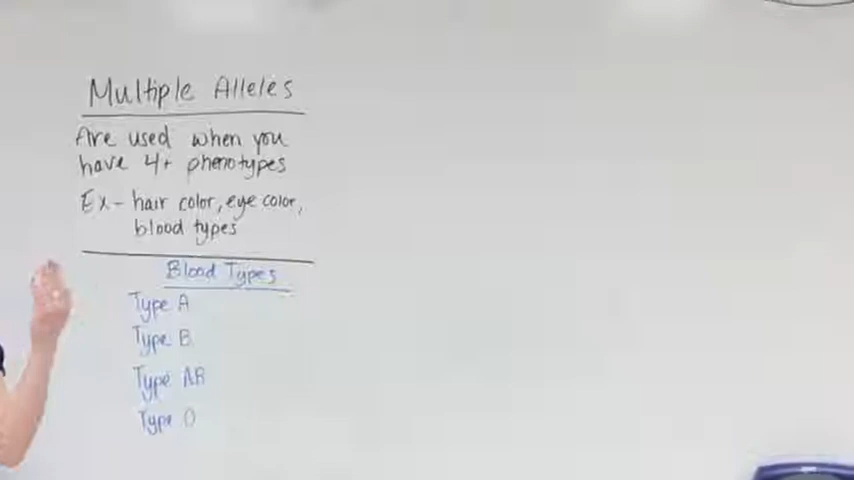 Multiple Alleles
Are used when you
have 4+ phenotypes
Ex- hair color, eye color,
blood types
Blood Types
Type A
Type B
Type AB
Type O